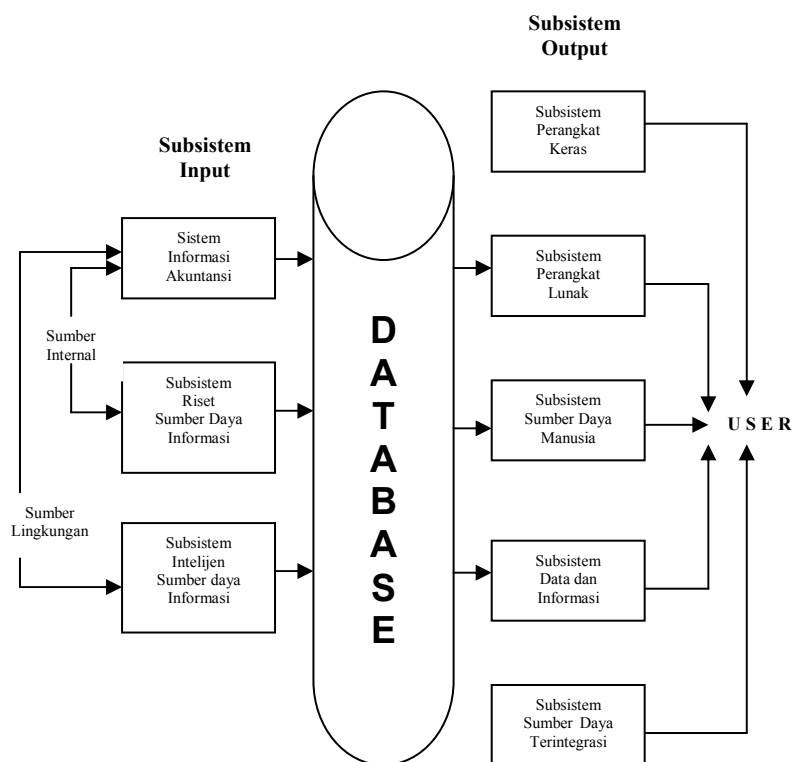 Subsistem
Output
Subsistem
Input
Subsistem
Perangkat
Keras
Sistem
Informasi
Akuntansi
Subsistem
Perangkat
Lunak
Sumber
Internal
Subsistem
Riset
Sumber Daya
Informasi
DATABASE
Subsistem
Sumber Daya
Manusia
U S E R
Sumber
Lingkungan
Subsistem
Intelijen
Sumber daya
Informasi
Subsistem
Data dan
Informasi
Subsistem
Sumber Daya
Terintegrasi